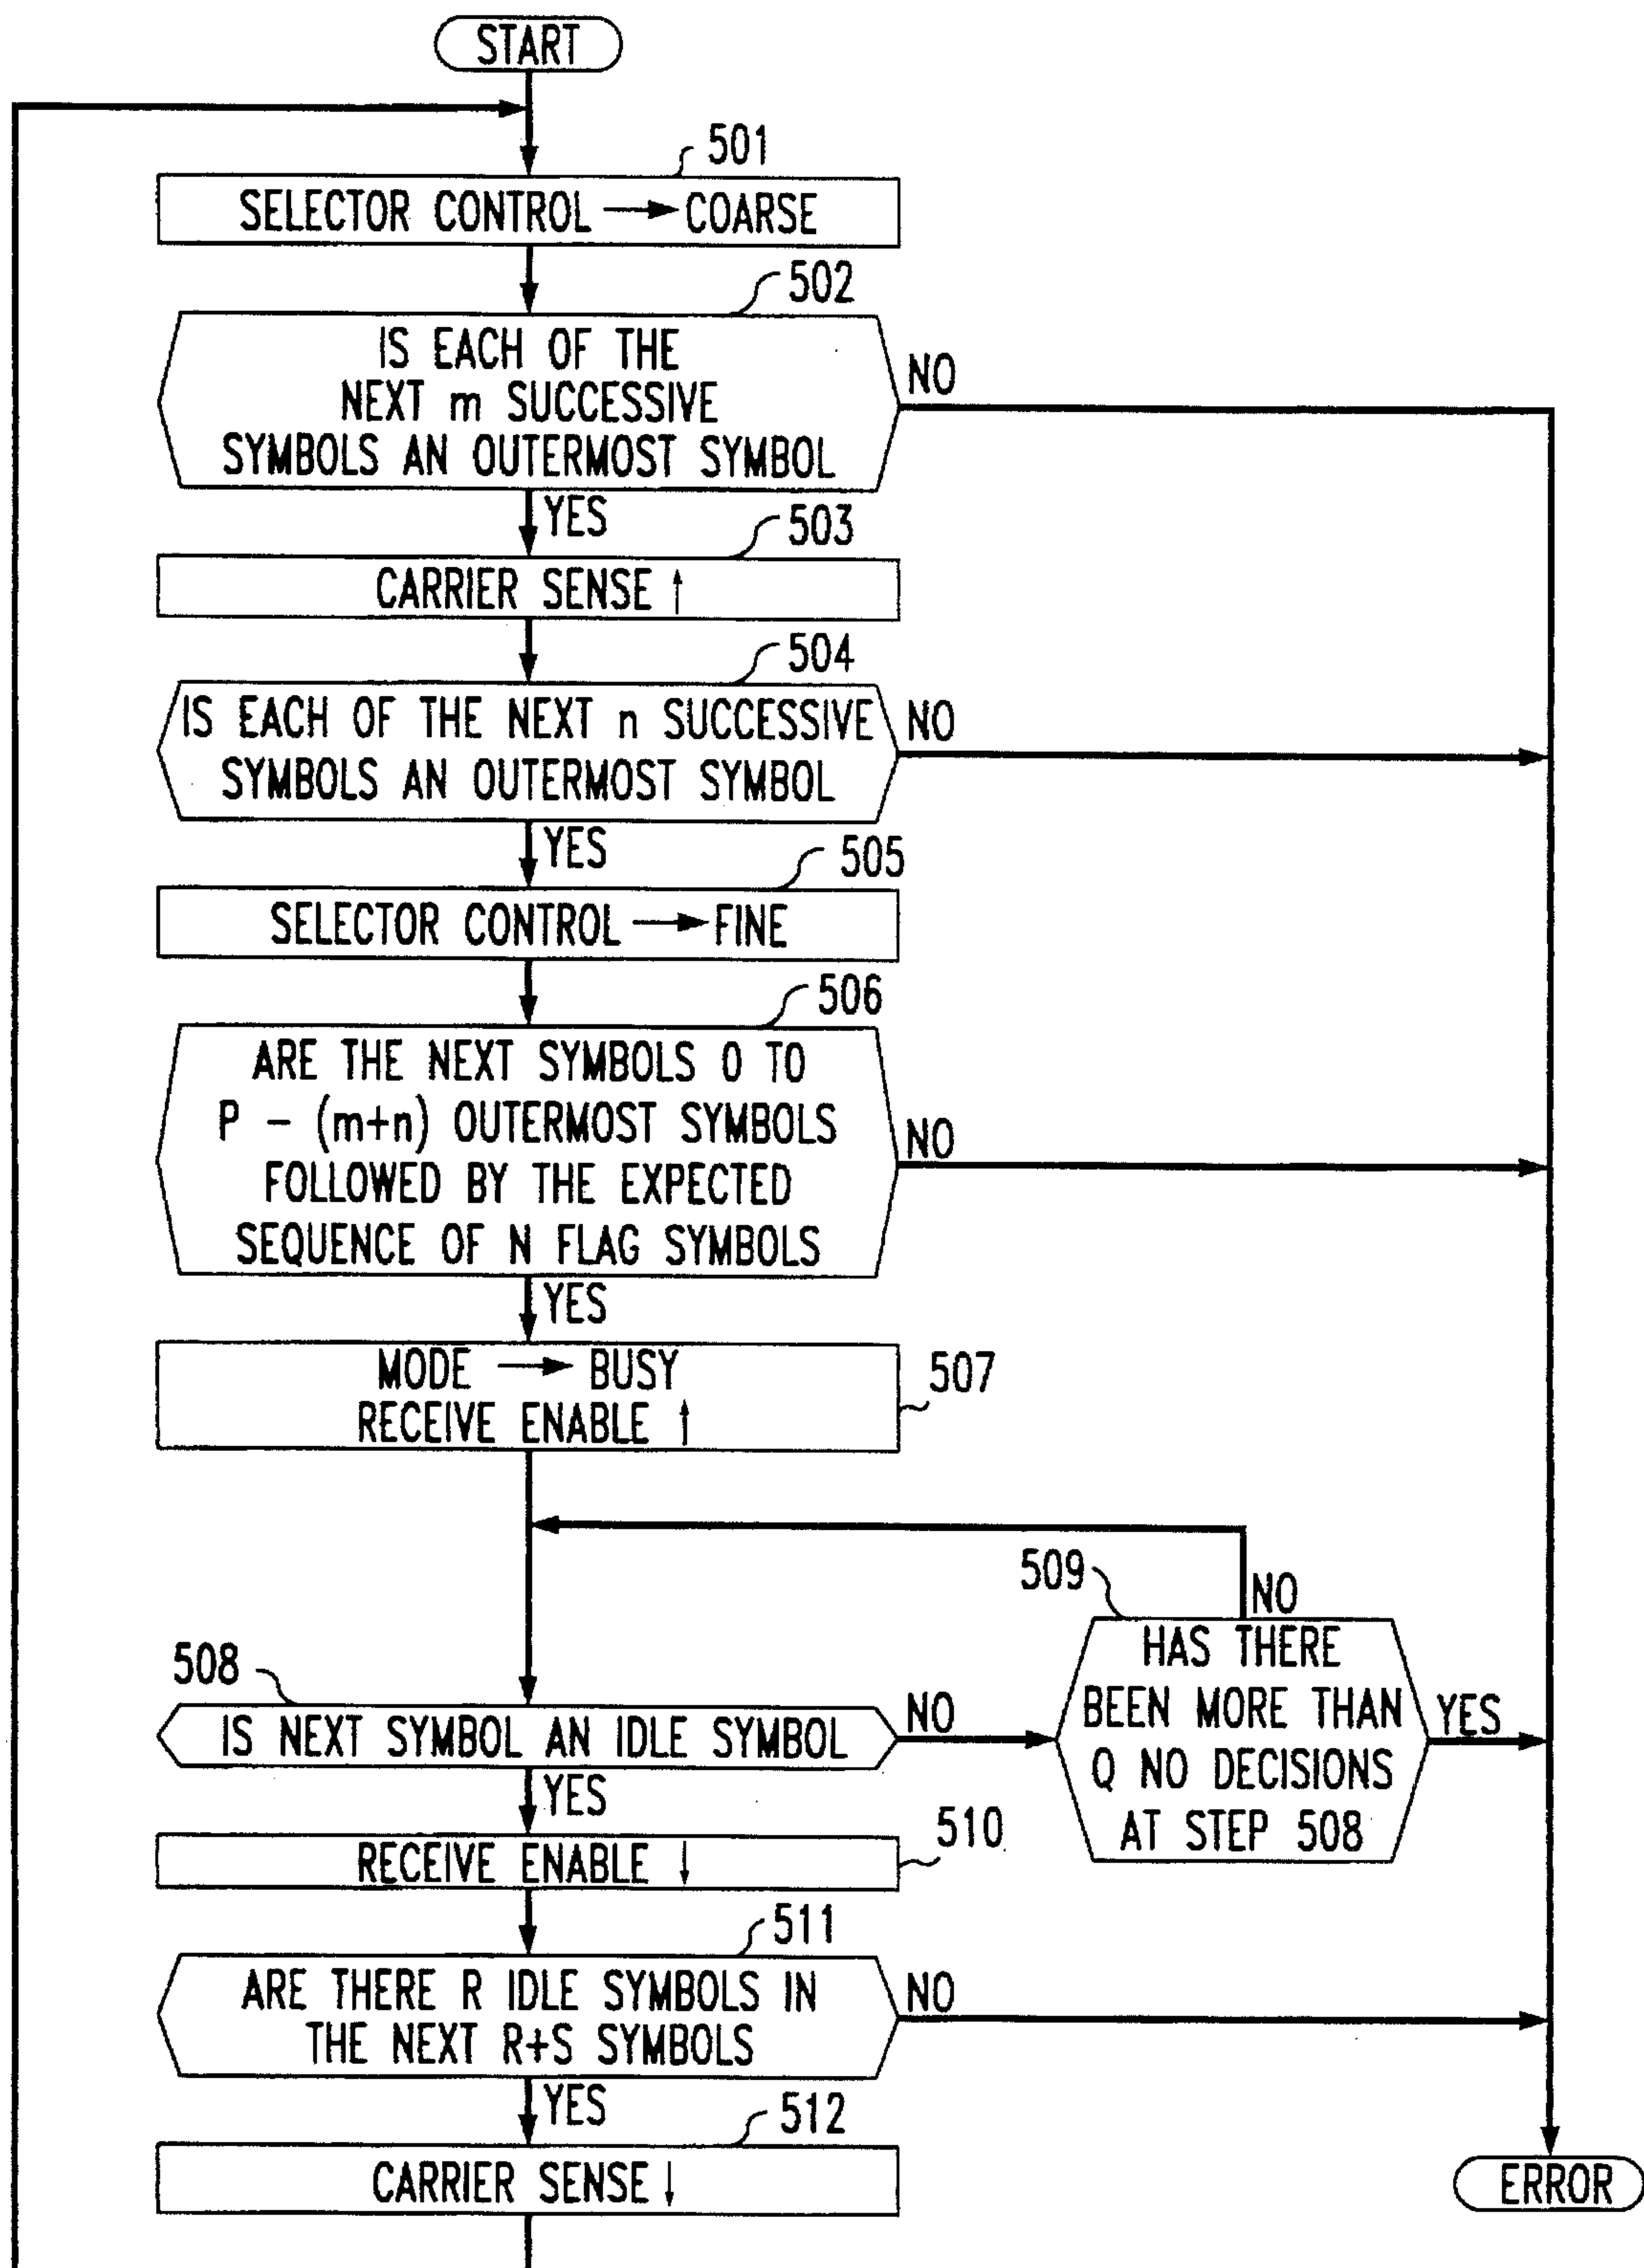 START
501
SELECTOR CONTROL → COARSE
502
IS EACH OF THE
NEXT m SUCCESSIVE
SYMBOLS AN OUTERMOST SYMBOL
NO
YES
503
CARRIER SENSE ↑
504
IS EACH OF THE NEXT n SUCCESSIVE
SYMBOLS AN OUTERMOST SYMBOL
NO
YES
505
SELECTOR CONTROL → FINE
506
ARE THE NEXT SYMBOLS 0 TO
P - (m+n) OUTERMOST SYMBOLS
FOLLOWED BY THE EXPECTED
SEQUENCE OF N FLAG SYMBOLS
NO
YES
MODE → BUSY
RECEIVE ENABLE ↑
507
508
IS NEXT SYMBOL AN IDLE SYMBOL
NO
YES
509
NO
HAS THERE
BEEN MORE THAN
Q NO DECISIONS
AT STEP 508
YES
RECEIVE ENABLE ↓
510
511
ARE THERE R IDLE SYMBOLS IN
THE NEXT R+S SYMBOLS
NO
YES
512
CARRIER SENSE ↓
ERROR